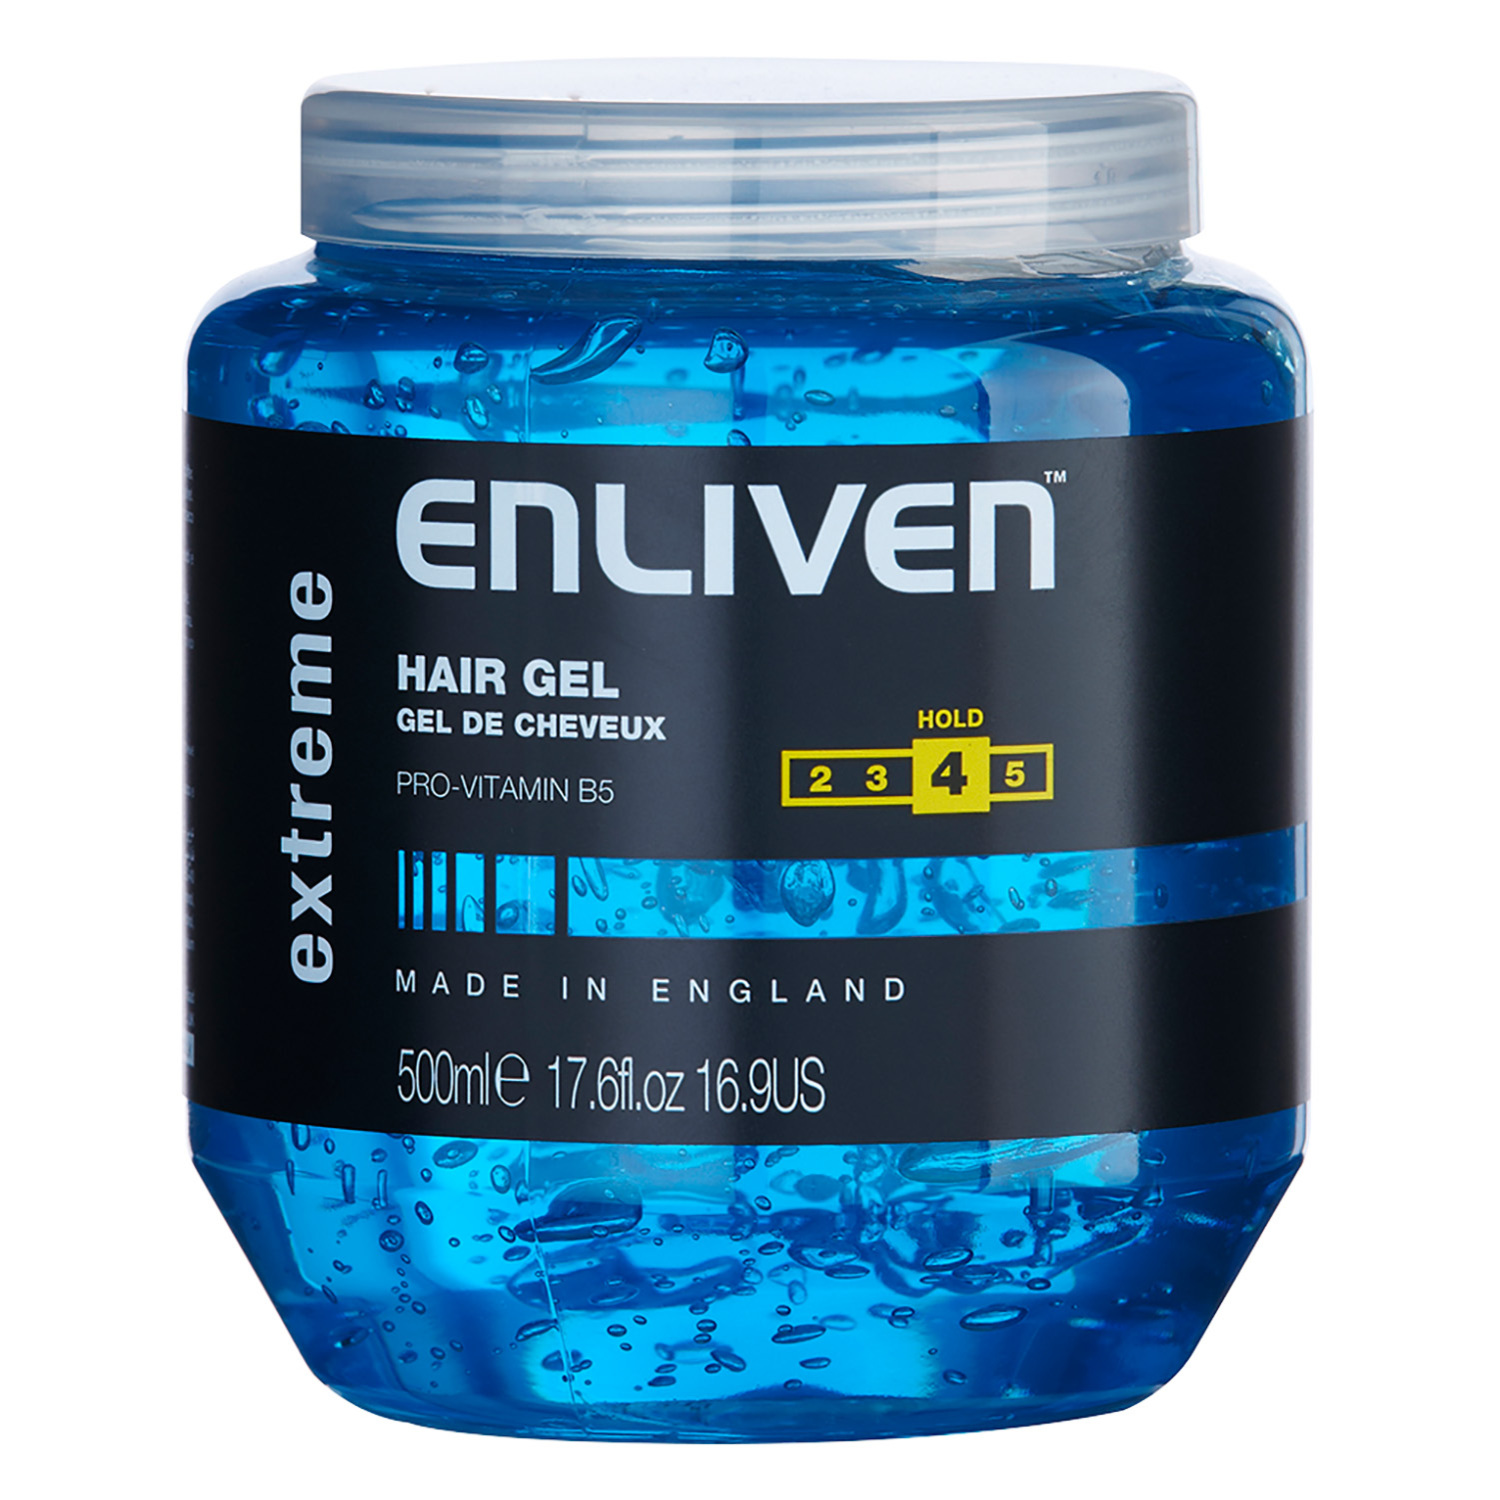 ENLIVEN™
extreme
HAIR GEL
GEL DE CHEVEUX
PRO-VITAMIN B5
HOLD
2 3 4 5
MADE IN ENGLAND
500ml℮ 17.6fl.oz 16.9US